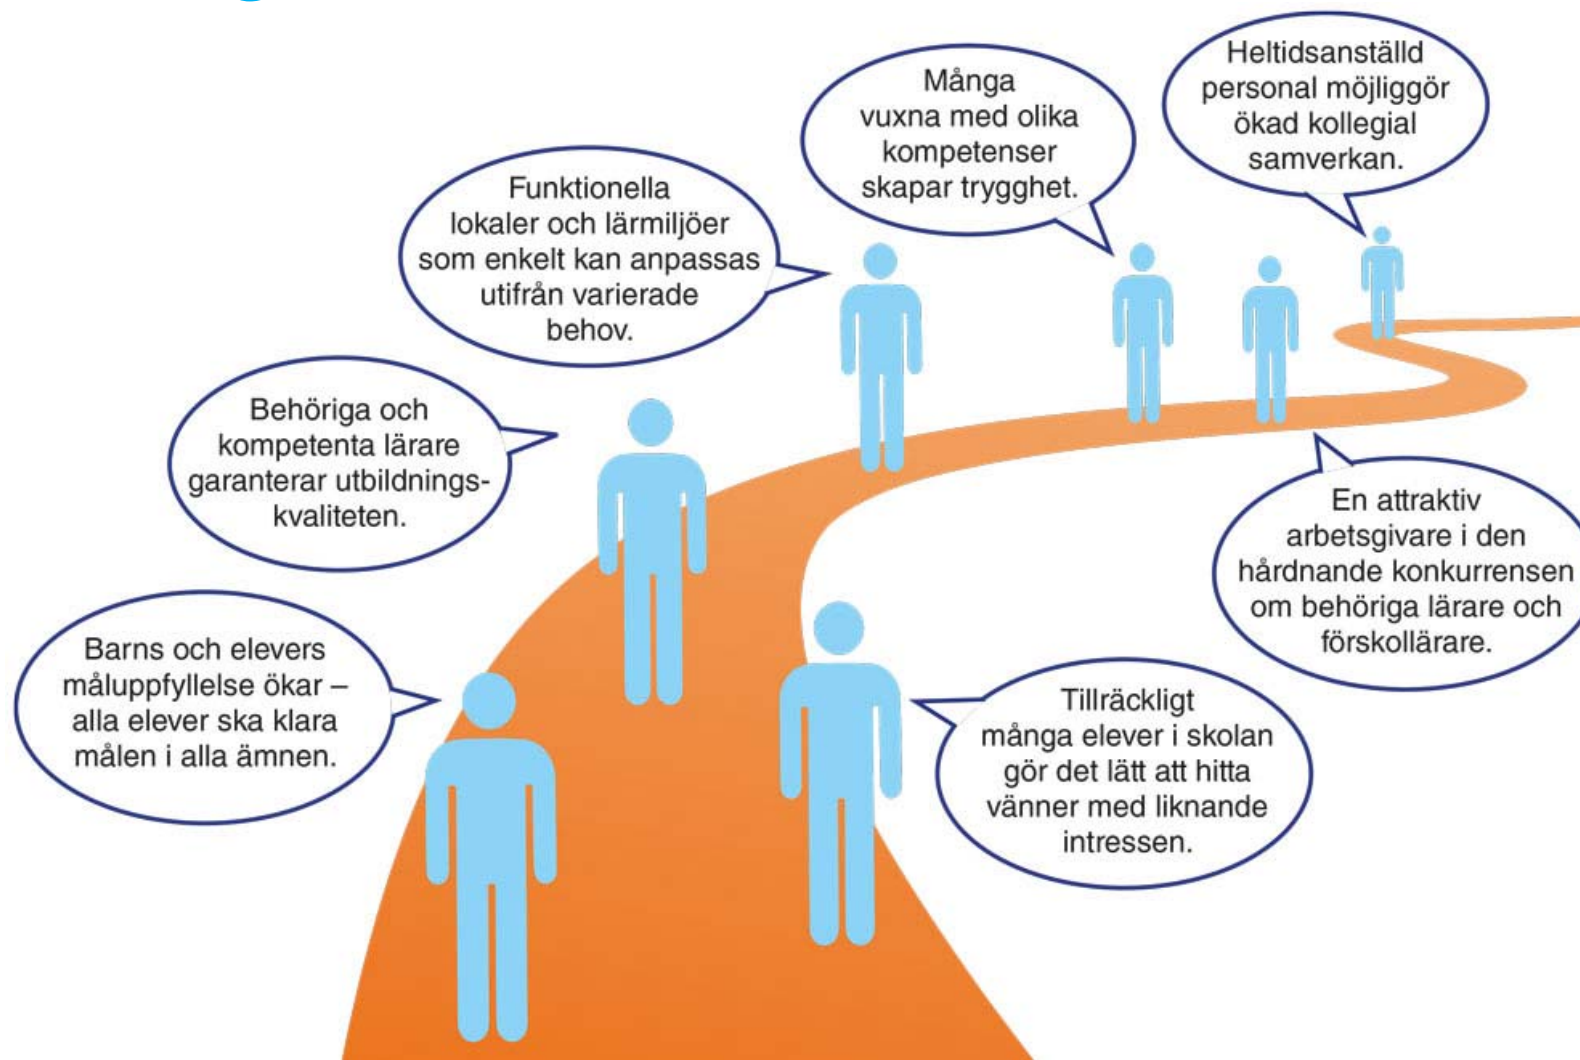 Heltidsanställd
personal möjliggör
ökad kollegial
samverkan.
Många
vuxna med olika
kompetenser
skapar trygghet.
Funktionella
lokaler och lärmiljöer
som enkelt kan anpassas
utifrån varierade
behov.
Behöriga och
kompetenta lärare
garanterar utbildnings-
kvaliteten.
En attraktiv
arbetsgivare i den
hårdnande konkurrensen
om behöriga lärare och
förskollärare.
Barns och elevers
måluppfyllelse ökar –
alla elever ska klara
målen i alla ämnen.
Tillräckligt
många elever i skolan
gör det lätt att hitta
vänner med liknande
intressen.